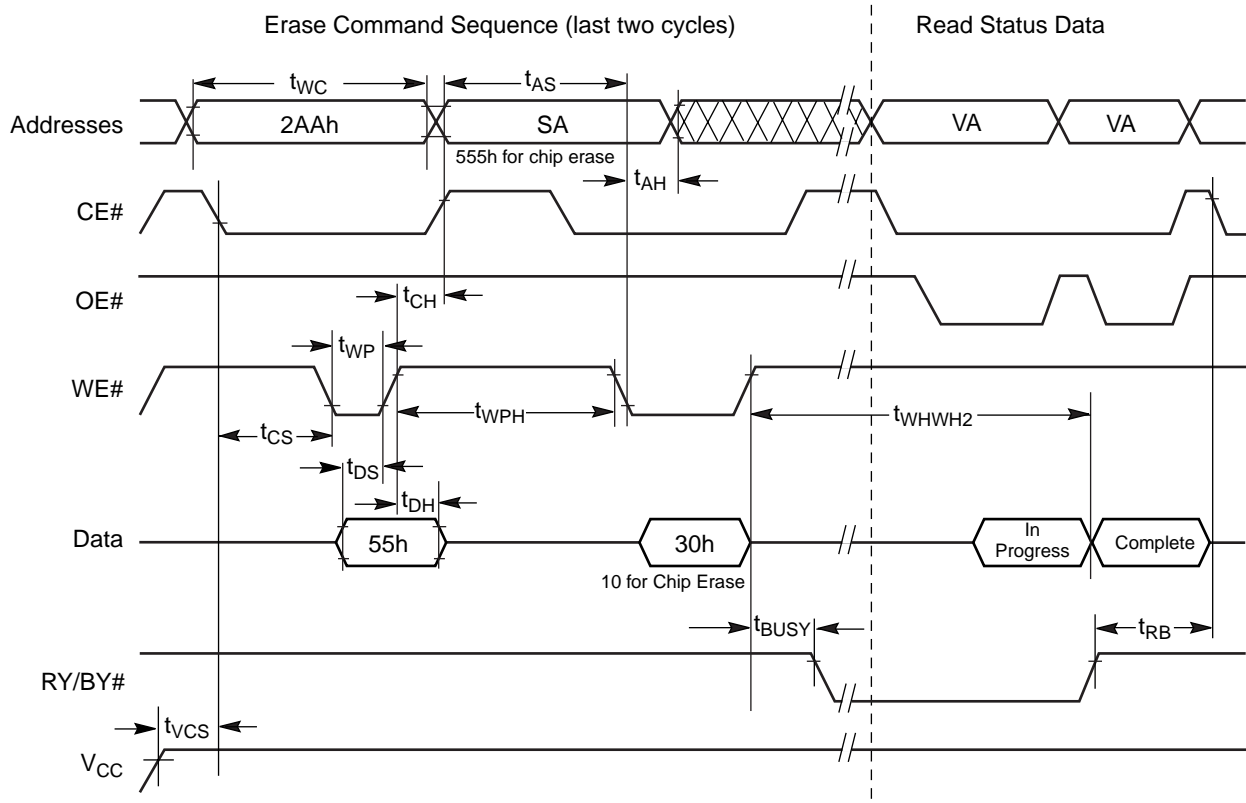 Erase Command Sequence (last two cycles) Read Status Data
tWC tAS
Addresses 2AAh SA VA VA
555h for chip erase
tAH
CE#
OE#
tCH
tWP
WE#
tWPH tWHWH2
tCS
tDS
tDH
Data 55h 30h In Progress Complete
10 for Chip Erase
tBUSY tRB
RY/BY#
tVCS
VCC